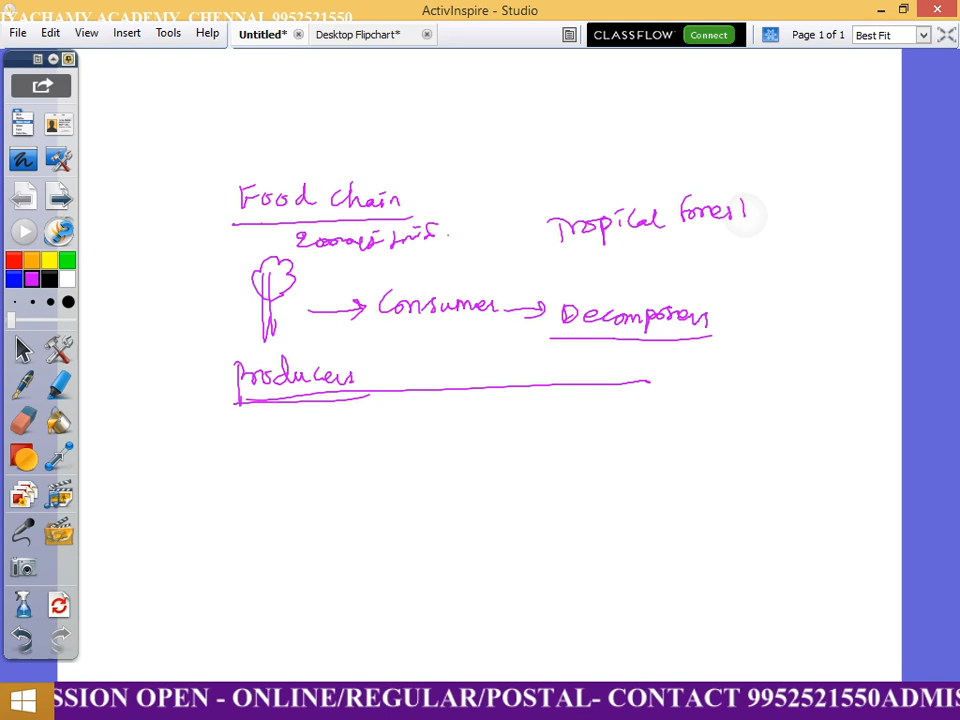 IYACHAMY ACADEMY, CHENNAI 9952521550
ActivInspire - Studio
File Edit View Insert Tools Help
Untitled* Desktop Flipchart*
CLASSFLOW Connect
Page 1 of 1 Best Fit
Food Chain
Tropical forest
Consumer
Decomposers
Producers
SSION OPEN - ONLINE/REGULAR/POSTAL- CONTACT 9952521550ADMIS